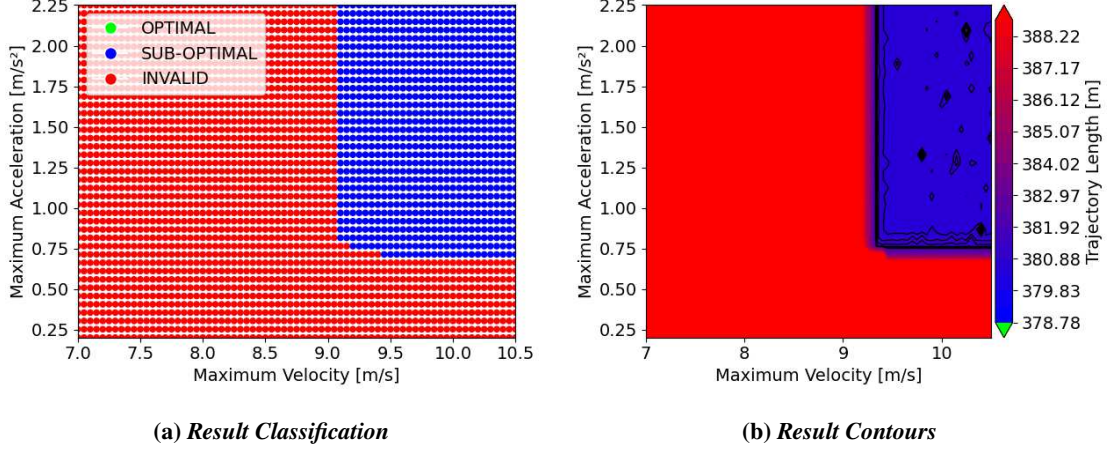 2.25
2.00
1.75
1.50
1.25
1.00
0.75
0.50
0.25
Maximum Acceleration [m/s²]
OPTIMAL
SUB-OPTIMAL
INVALID
7.0 7.5 8.0 8.5 9.0 9.5 10.0 10.5
Maximum Velocity [m/s]
(a) Result Classification
2.25
2.00
1.75
1.50
1.25
1.00
0.75
0.50
0.25
Maximum Acceleration [m/s²]
7 8 9 10
Maximum Velocity [m/s]
388.22
387.17
386.12
385.07
384.02
382.97
381.92
380.88
379.83
378.78
Trajectory Length [m]
(b) Result Contours